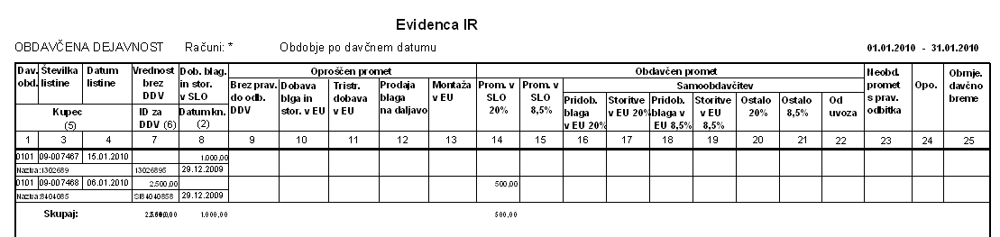 Evidenca IR
OBDAVČENA DEJAVNOST Računi: * Obdobje po davčnem datumu 01.01.2010 - 31.01.2010
Dav. obd. Številka listine Datum listine Vrednost brez DDV Dob. blag. in stor. v SLO Oproščen promet Obdavčen promet Neobd. promet s prav. odbitka Opo. Obrnje. davčno breme
Brez prav. do odb. DDV Dobava blga in stor. v EU Tristr. dobava v EU Prodaja blaga na daljavo Montaža v EU Prom. v SLO 20% Prom. v SLO 8,5% Samoobdavčitev
Pridob. blaga v EU 20% Storitve v EU 20% Pridob. blaga v EU 8,5% Storitve v EU 8,5% Ostalo 20% Ostalo 8,5% Od uvoza
Kupec (5) ID za DDV (6) Datum kn. (2)
1 3 4 7 8 9 10 11 12 13 14 15 16 17 18 19 20 21 22 23 24 25
0101 09-007467 15.01.2010 1.000,00
Naziva:1302689 13026895 29.12.2009
0101 09-007468 06.01.2010 2.500,00 500,00
Naziva:8404085 SI84040858 29.12.2009
Skupaj: 1.000,00 500,00